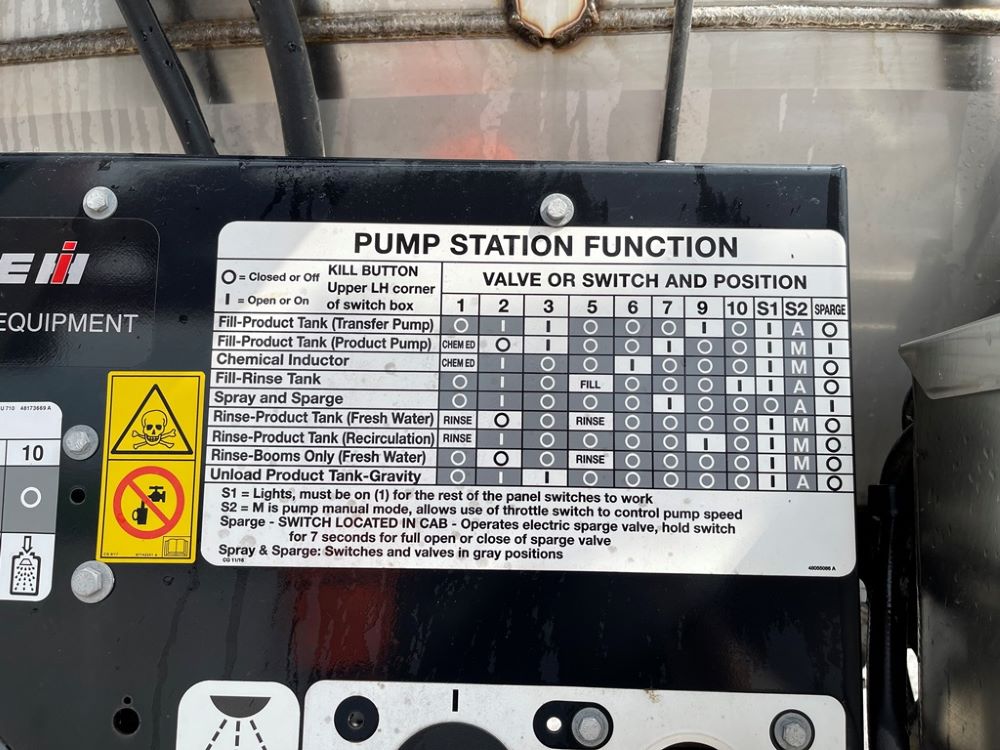 PUMP STATION FUNCTION
O = Closed or Off KILL BUTTON VALVE OR SWITCH AND POSITION
Upper LH corner
I = Open or On of switch box 1 2 3 5 6 7 9 10 S1 S2 SPARGE
Fill-Product Tank (Transfer Pump) O I I O O O I O I A O
Fill-Product Tank (Product Pump) CHEM ED O I O O I O O I M I
Chemical Inductor CHEM ED I O O I O O O I M O
Fill-Rinse Tank O I O FILL O O O I I A O
Spray and Sparge O I O O O I O O O A I
Rinse-Product Tank (Fresh Water) RINSE O O RINSE O O O O I M O
Rinse-Product Tank (Recirculation) RINSE I O O O O I O I M O
Rinse-Booms Only (Fresh Water) O O O RINSE O O O O I M O
Unload Product Tank-Gravity O I I O O O O O I A O
S1 = Lights, must be on (1) for the rest of the panel switches to work
S2 = M is pump manual mode, allows use of throttle switch to control pump speed
Sparge - SWITCH LOCATED IN CAB - Operates electric sparge valve, hold switch
for 7 seconds for full open or close of sparge valve
Spray & Sparge: Switches and valves in gray positions
CG 11/16
48055086 A
E IH
EQUIPMENT
48173669 A
10
O
I